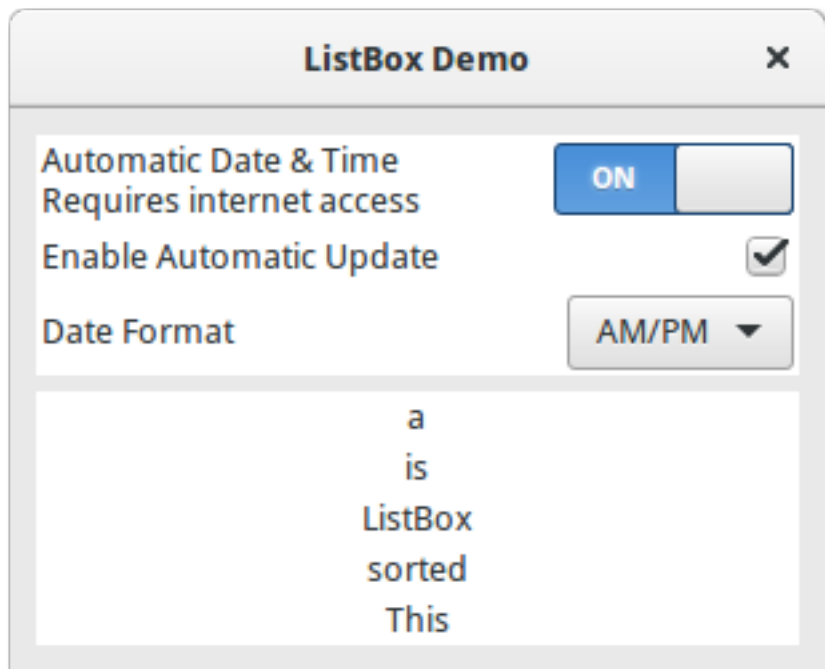 ListBox Demo
Automatic Date & Time
Requires internet access
ON
Enable Automatic Update
Date Format
AM/PM
a
is
ListBox
sorted
This